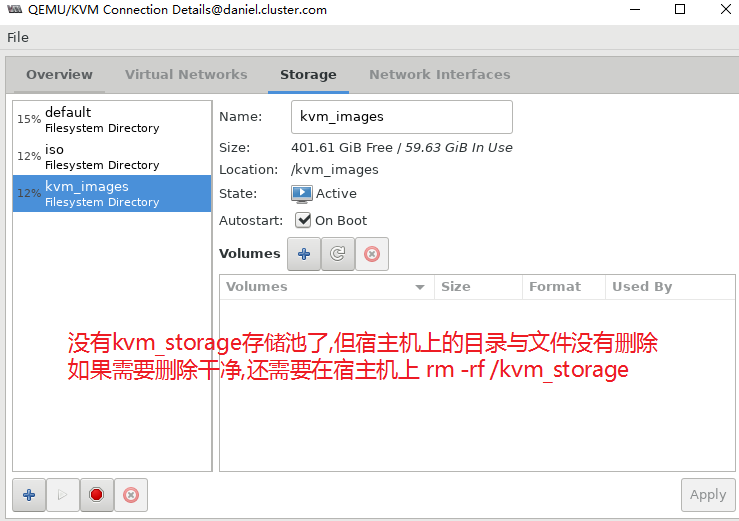 QEMU/KVM Connection Details@daniel.cluster.com
File
Overview Virtual Networks Storage Network Interfaces
15% default
Filesystem Directory
12% iso
Filesystem Directory
12% kvm_images
Filesystem Directory
Name: kvm_images
Size: 401.61 GiB Free / 59.63 GiB In Use
Location: /kvm_images
State: Active
Autostart: On Boot
Volumes
Volumes Size Format Used By
没有kvm_storage存储池了,但宿主机上的目录与文件没有删除
如果需要删除干净,还需要在宿主机上 rm -rf /kvm_storage
Apply